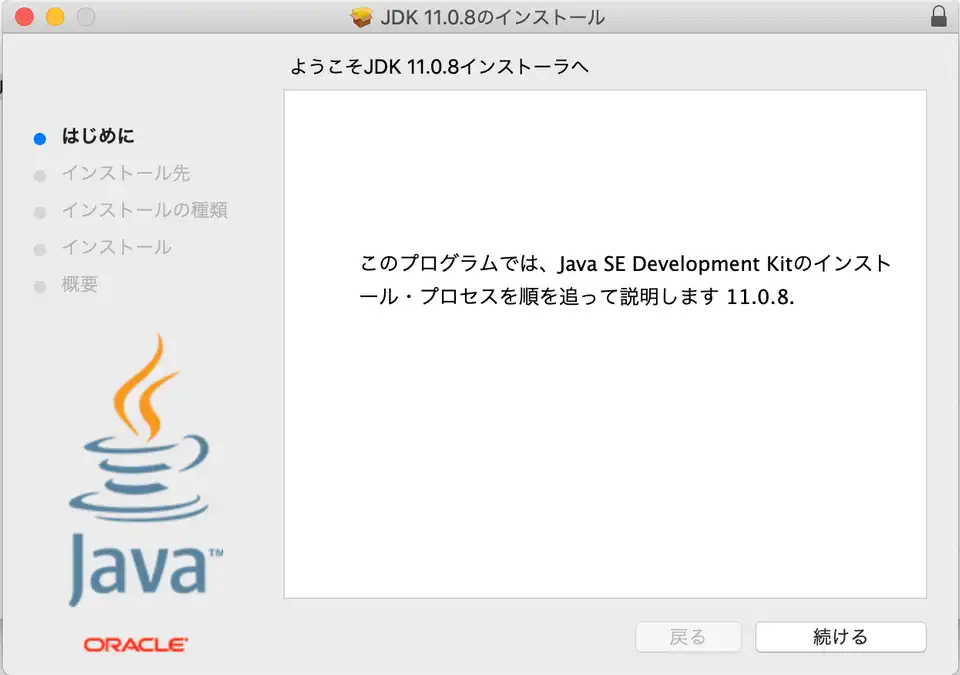 JDK 11.0.8のインストール
ようこそJDK 11.0.8インストーラへ
はじめに
インストール先
インストールの種類
インストール
概要
このプログラムでは、Java SE Development Kitのインスト
ール・プロセスを順を追って説明します 11.0.8.
Java™
ORACLE®
戻る
続ける